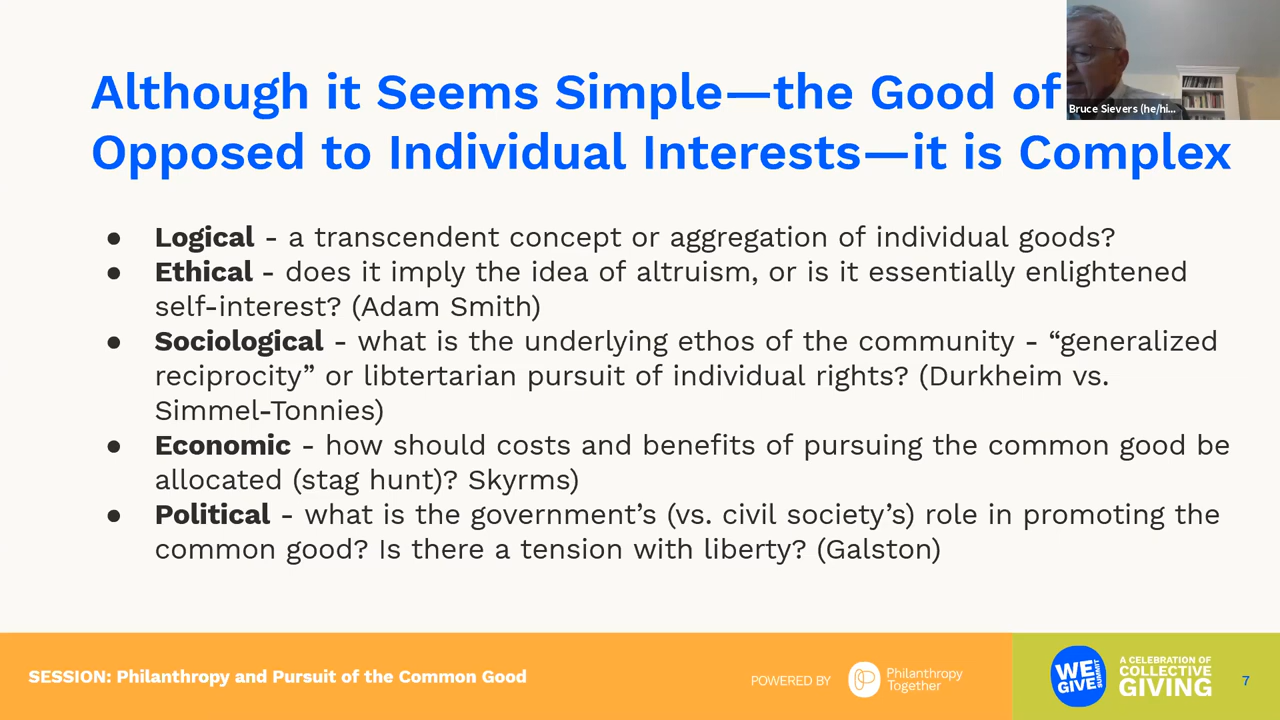 Although it Seems Simple—the Good of
Opposed to Individual Interests—it is Complex
Bruce Sievers (he/hi...
● Logical - a transcendent concept or aggregation of individual goods?
● Ethical - does it imply the idea of altruism, or is it essentially enlightened
self-interest? (Adam Smith)
● Sociological - what is the underlying ethos of the community - “generalized
reciprocity” or libtertarian pursuit of individual rights? (Durkheim vs.
Simmel-Tonnies)
● Economic - how should costs and benefits of pursuing the common good be
allocated (stag hunt)? Skyrms)
● Political - what is the government’s (vs. civil society’s) role in promoting the
common good? Is there a tension with liberty? (Galston)
SESSION: Philanthropy and Pursuit of the Common Good
POWERED BY
Philanthropy
Together
WE
GIVE
SUMMIT
A CELEBRATION OF
COLLECTIVE
GIVING
7